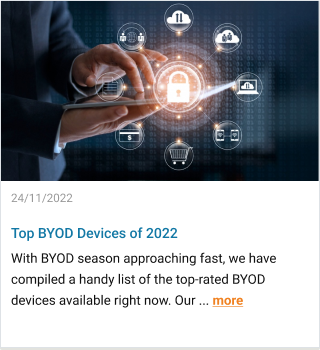 24/11/2022
Top BYOD Devices of 2022
With BYOD season approaching fast, we have
compiled a handy list of the top-rated BYOD
devices available right now. Our ... more